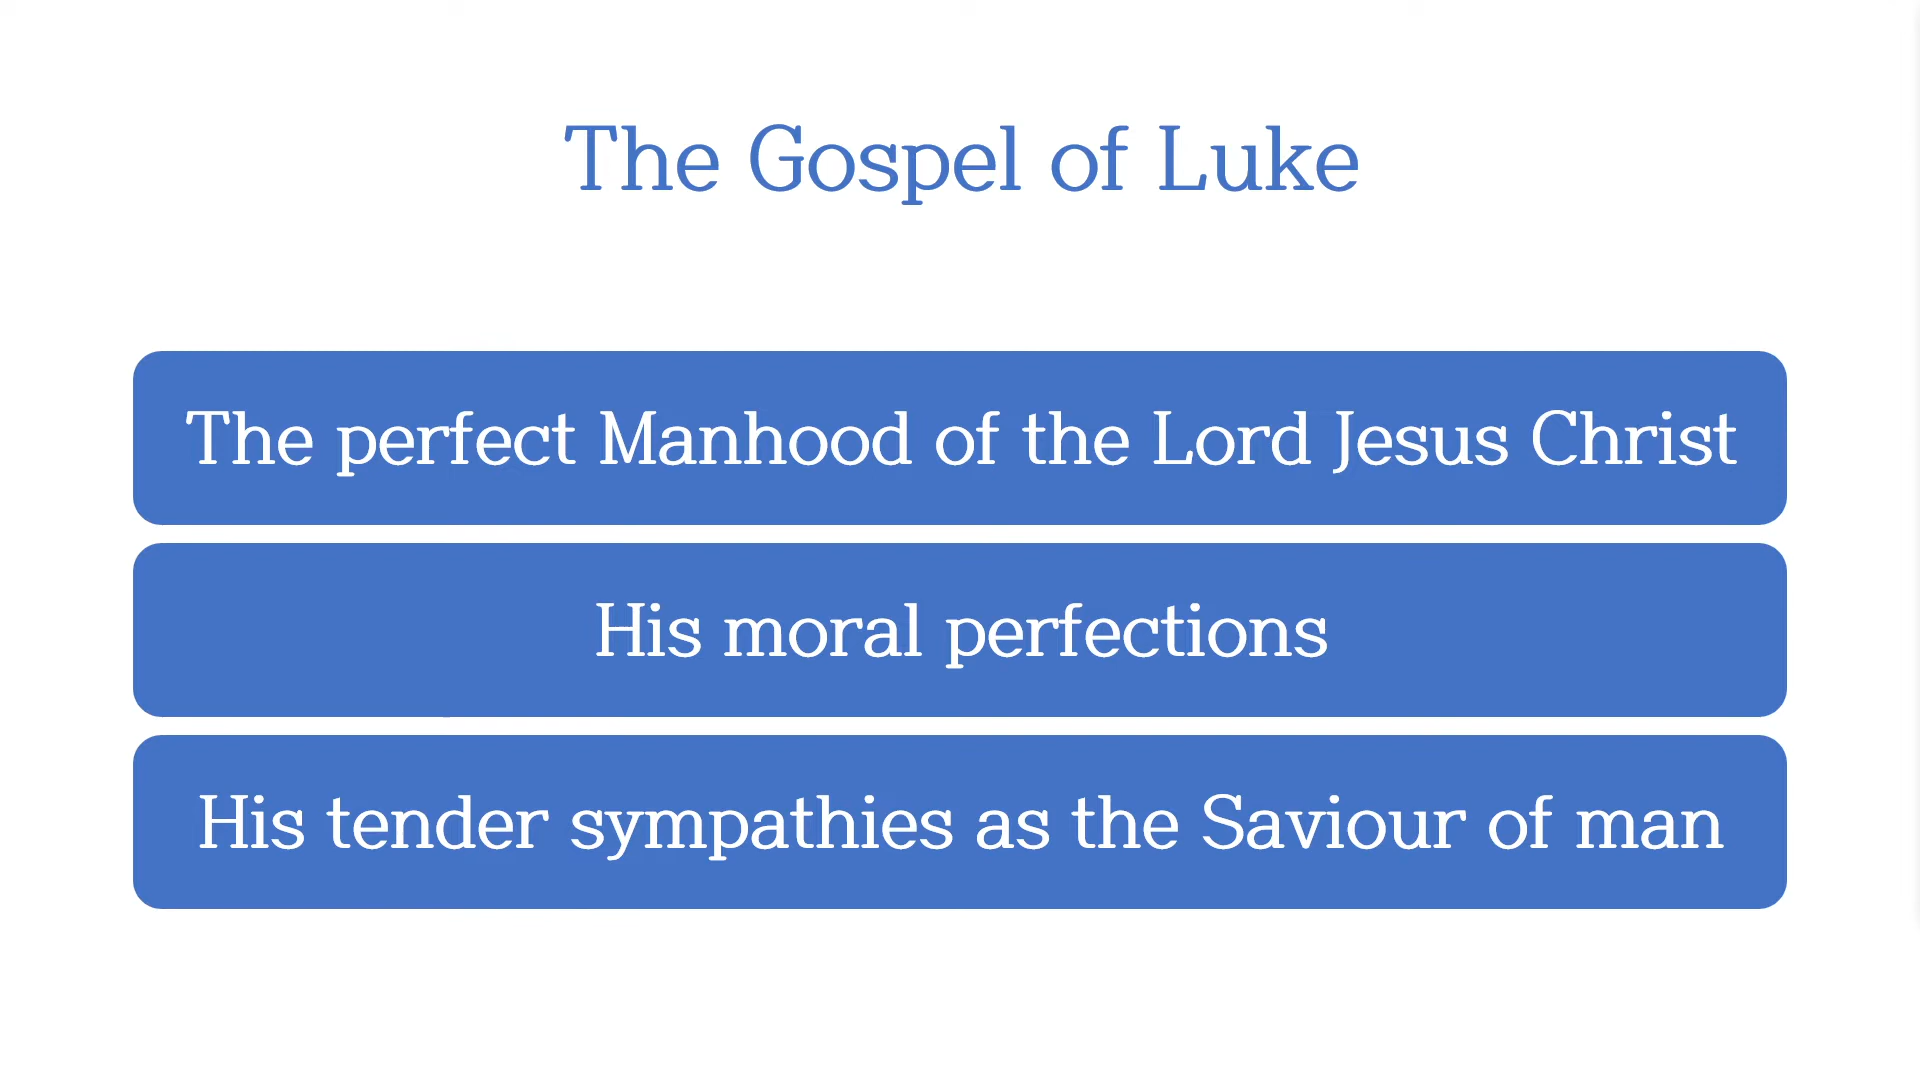 The Gospel of Luke
The perfect Manhood of the Lord Jesus Christ
His moral perfections
His tender sympathies as the Saviour of man